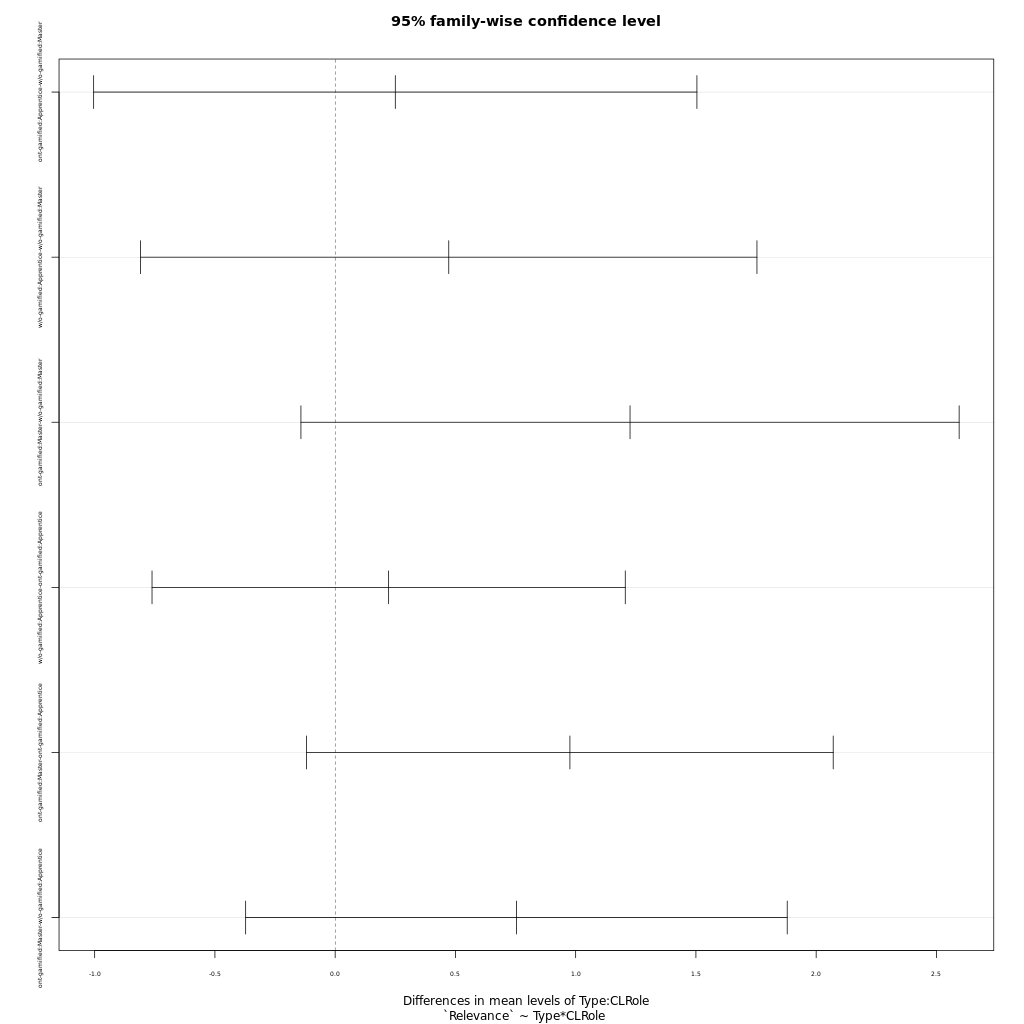 95% family-wise confidence level
ont-gamified:Apprentice-w/o-gamified:Master
w/o-gamified:Apprentice-w/o-gamified:Master
ont-gamified:Master-w/o-gamified:Master
w/o-gamified:Apprentice-ont-gamified:Apprentice
ont-gamified:Master-ont-gamified:Apprentice
ont-gamified:Master-w/o-gamified:Apprentice
-1.0 -0.5 0.0 0.5 1.0 1.5 2.0 2.5
Differences in mean levels of Type:CLRole
`Relevance` ~ Type*CLRole